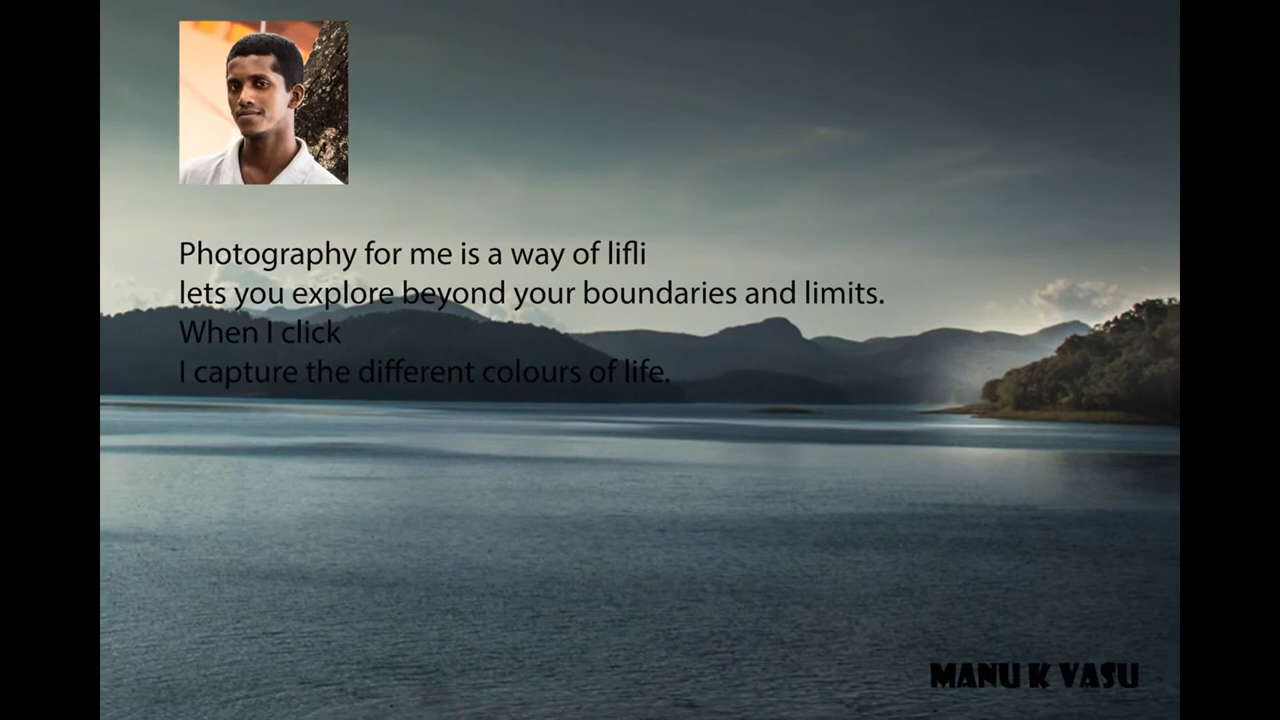 Photography for me is a way of lifli
lets you explore beyond your boundaries and limits.
When I click
I capture the different colours of life.
MANU K VASU